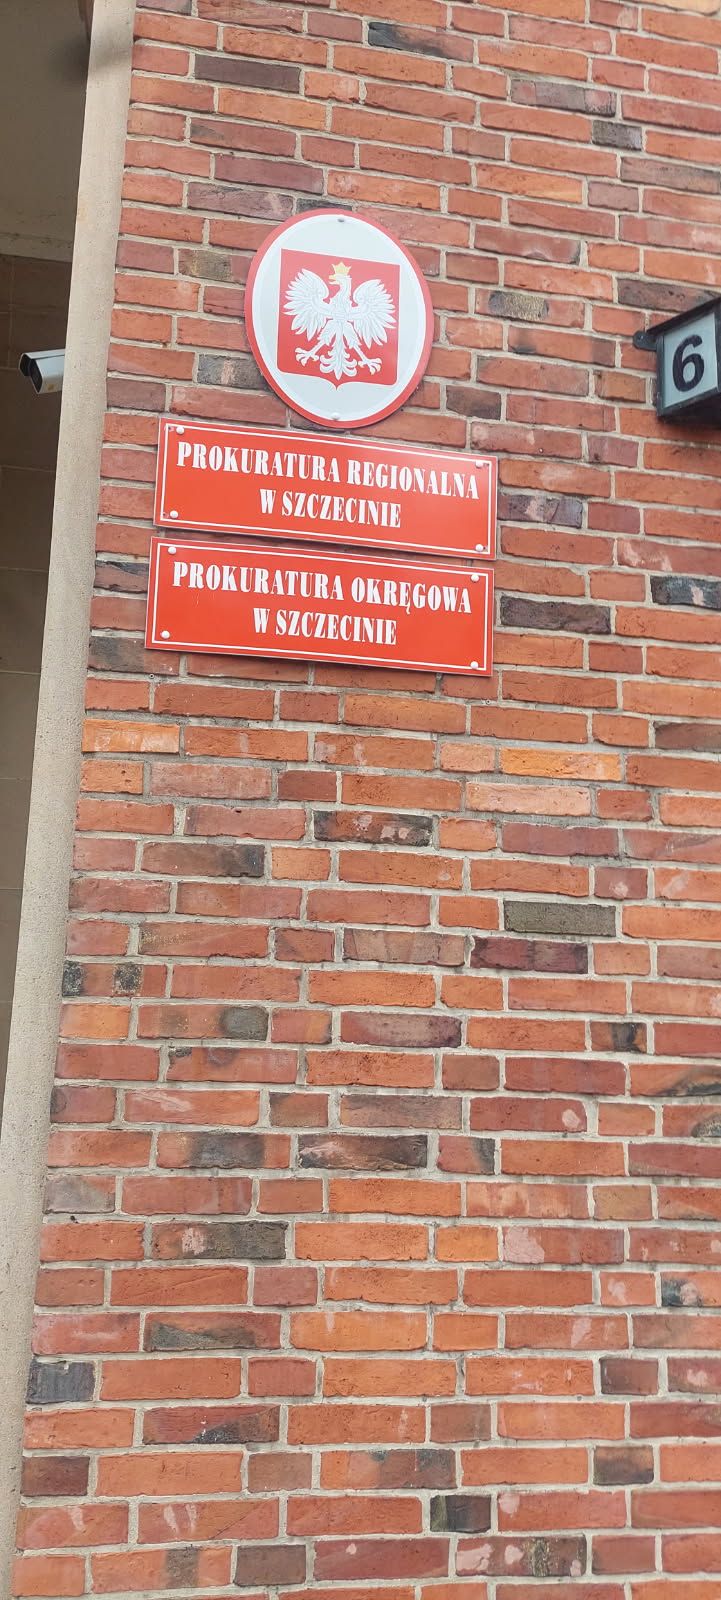 PROKURATURA REGIONALNA
W SZCZECINIE
PROKURATURA OKRĘGOWA
W SZCZECINIE
6